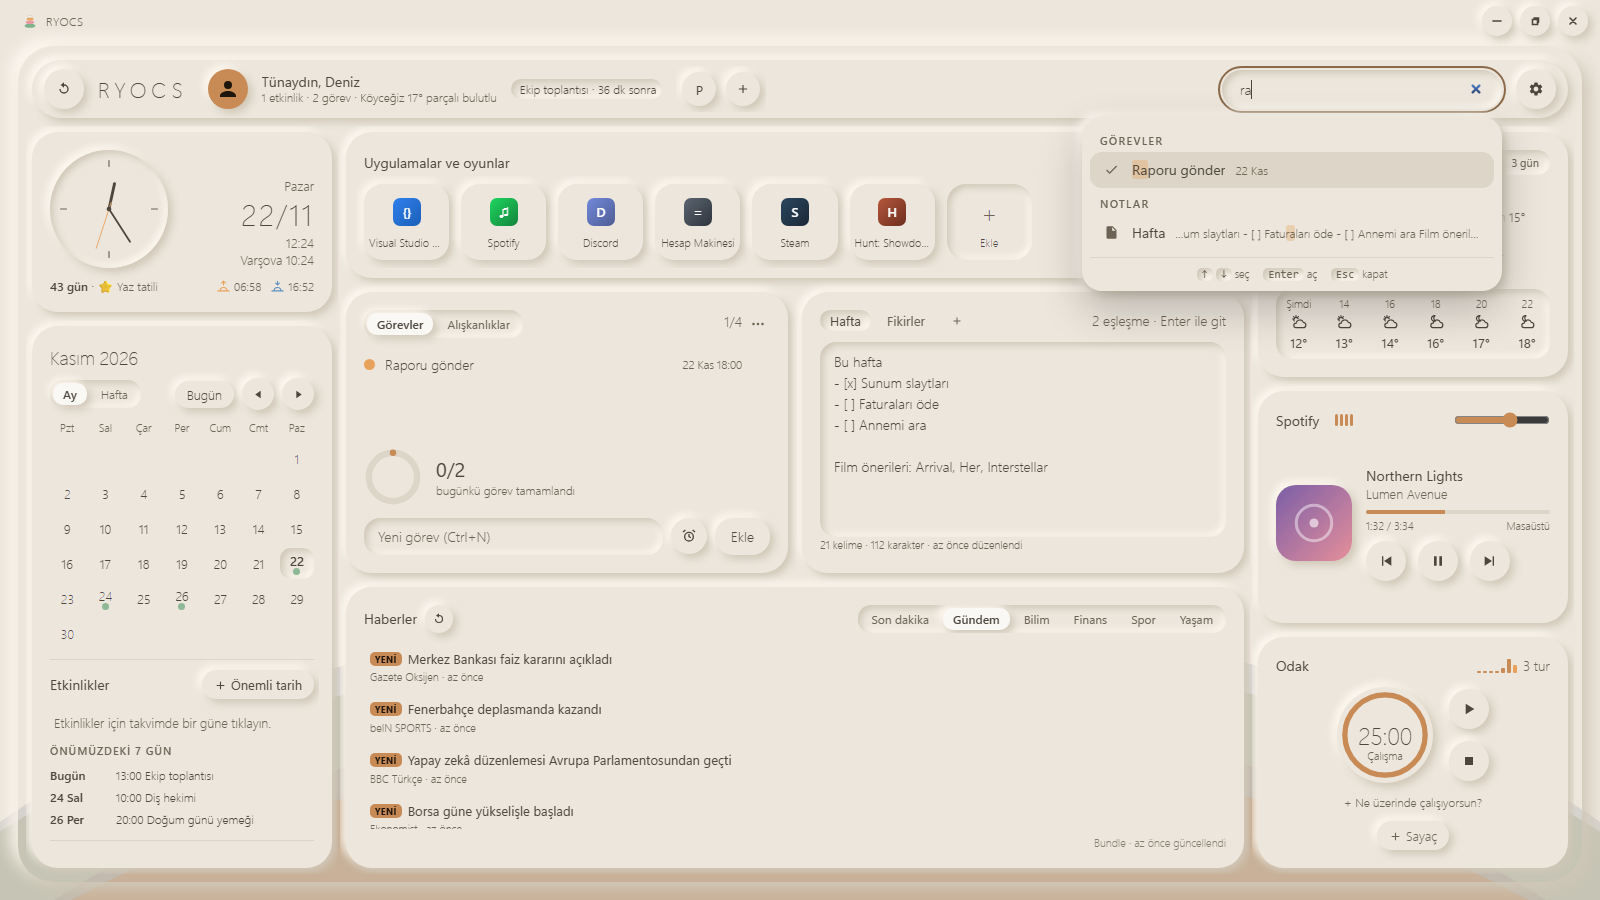 RYOCS
RYOCS
Tünaydın, Deniz
1 etkinlik · 2 görev · Köyceğiz 17° parçalı bulutlu
Ekip toplantısı · 36 dk sonra
P
+
ra
GÖREVLER
Raporu gönder 22 Kas
NOTLAR
Hafta ...um slaytları - [ ] Faturaları öde - [ ] Annemi ara Film öneril...
↑ ↓ seç Enter aç Esc kapat
Pazar
22/11
12:24
Varşova 10:24
43 gün · Yaz tatili
06:58 16:52
Uygulamalar ve oyunlar
{} Visual Studio ...
Spotify
D Discord
= Hesap Makinesi
S Steam
H Hunt: Showdo...
+ Ekle
3 gün
15°
Şimdi 14 16 18 20 22
12° 13° 14° 16° 17° 18°
Kasım 2026
Ay Hafta Bugün
Pzt Sal Çar Per Cum Cmt Paz
1
2 3 4 5 6 7 8
9 10 11 12 13 14 15
16 17 18 19 20 21 22
23 24 25 26 27 28 29
30
Etkinlikler + Önemli tarih
Etkinlikler için takvimde bir güne tıklayın.
ÖNÜMÜZDEKİ 7 GÜN
Bugün 13:00 Ekip toplantısı
24 Sal 10:00 Diş hekimi
26 Per 20:00 Doğum günü yemeği
Görevler Alışkanlıklar 1/4 ...
Raporu gönder 22 Kas 18:00
0/2
bugünkü görev tamamlandı
Yeni görev (Ctrl+N) Ekle
Hafta Fikirler + 2 eşleşme · Enter ile git
Bu hafta
- [x] Sunum slaytları
- [ ] Faturaları öde
- [ ] Annemi ara
Film önerileri: Arrival, Her, Interstellar
21 kelime · 112 karakter · az önce düzenlendi
Haberler
Son dakika Gündem Bilim Finans Spor Yaşam
YENİ Merkez Bankası faiz kararını açıkladı
Gazete Oksijen · az önce
YENİ Fenerbahçe deplasmanda kazandı
beIN SPORTS · az önce
YENİ Yapay zekâ düzenlemesi Avrupa Parlamentosundan geçti
BBC Türkçe · az önce
YENİ Borsa güne yükselişle başladı
Ekonomist · az önce
Bundle · az önce güncellendi
Spotify
Northern Lights
Lumen Avenue
1:32 / 3:34 Masaüstü
Odak 3 tur
25:00
Çalışma
+ Ne üzerinde çalışıyorsun?
+ Sayaç